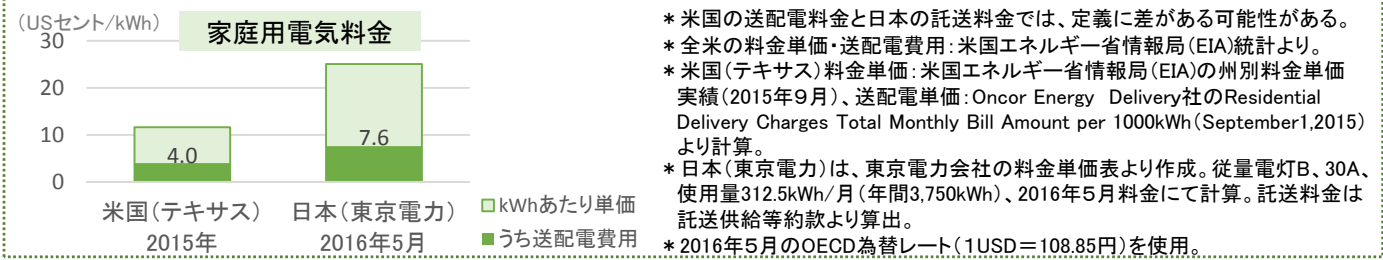 (USセント/kWh)
家庭用電気料金
30
20
10
0
4.0
7.6
米国(テキサス)
2015年
日本(東京電力)
2016年5月
kWhあたり単価
うち送配電費用
＊米国の送配電料金と日本の託送料金では、定義に差がある可能性がある。
＊全米の料金単価・送配電費用：米国エネルギー省情報局(EIA)統計より。
＊米国(テキサス)料金単価：米国エネルギー省情報局(EIA)の州別料金単価
実績(2015年９月)、送配電単価：Oncor Energy Delivery社のResidential
Delivery Charges Total Monthly Bill Amount per 1000kWh(September1,2015)
より計算。
＊日本(東京電力)は、東京電力会社の料金単価表より作成。従量電灯B、30A、
使用量312.5kWh/月(年間3,750kWh)、2016年５月料金にて計算。託送料金は
託送供給等約款より算出。
＊2016年５月のOECD為替レート(１USD＝108.85円)を使用。